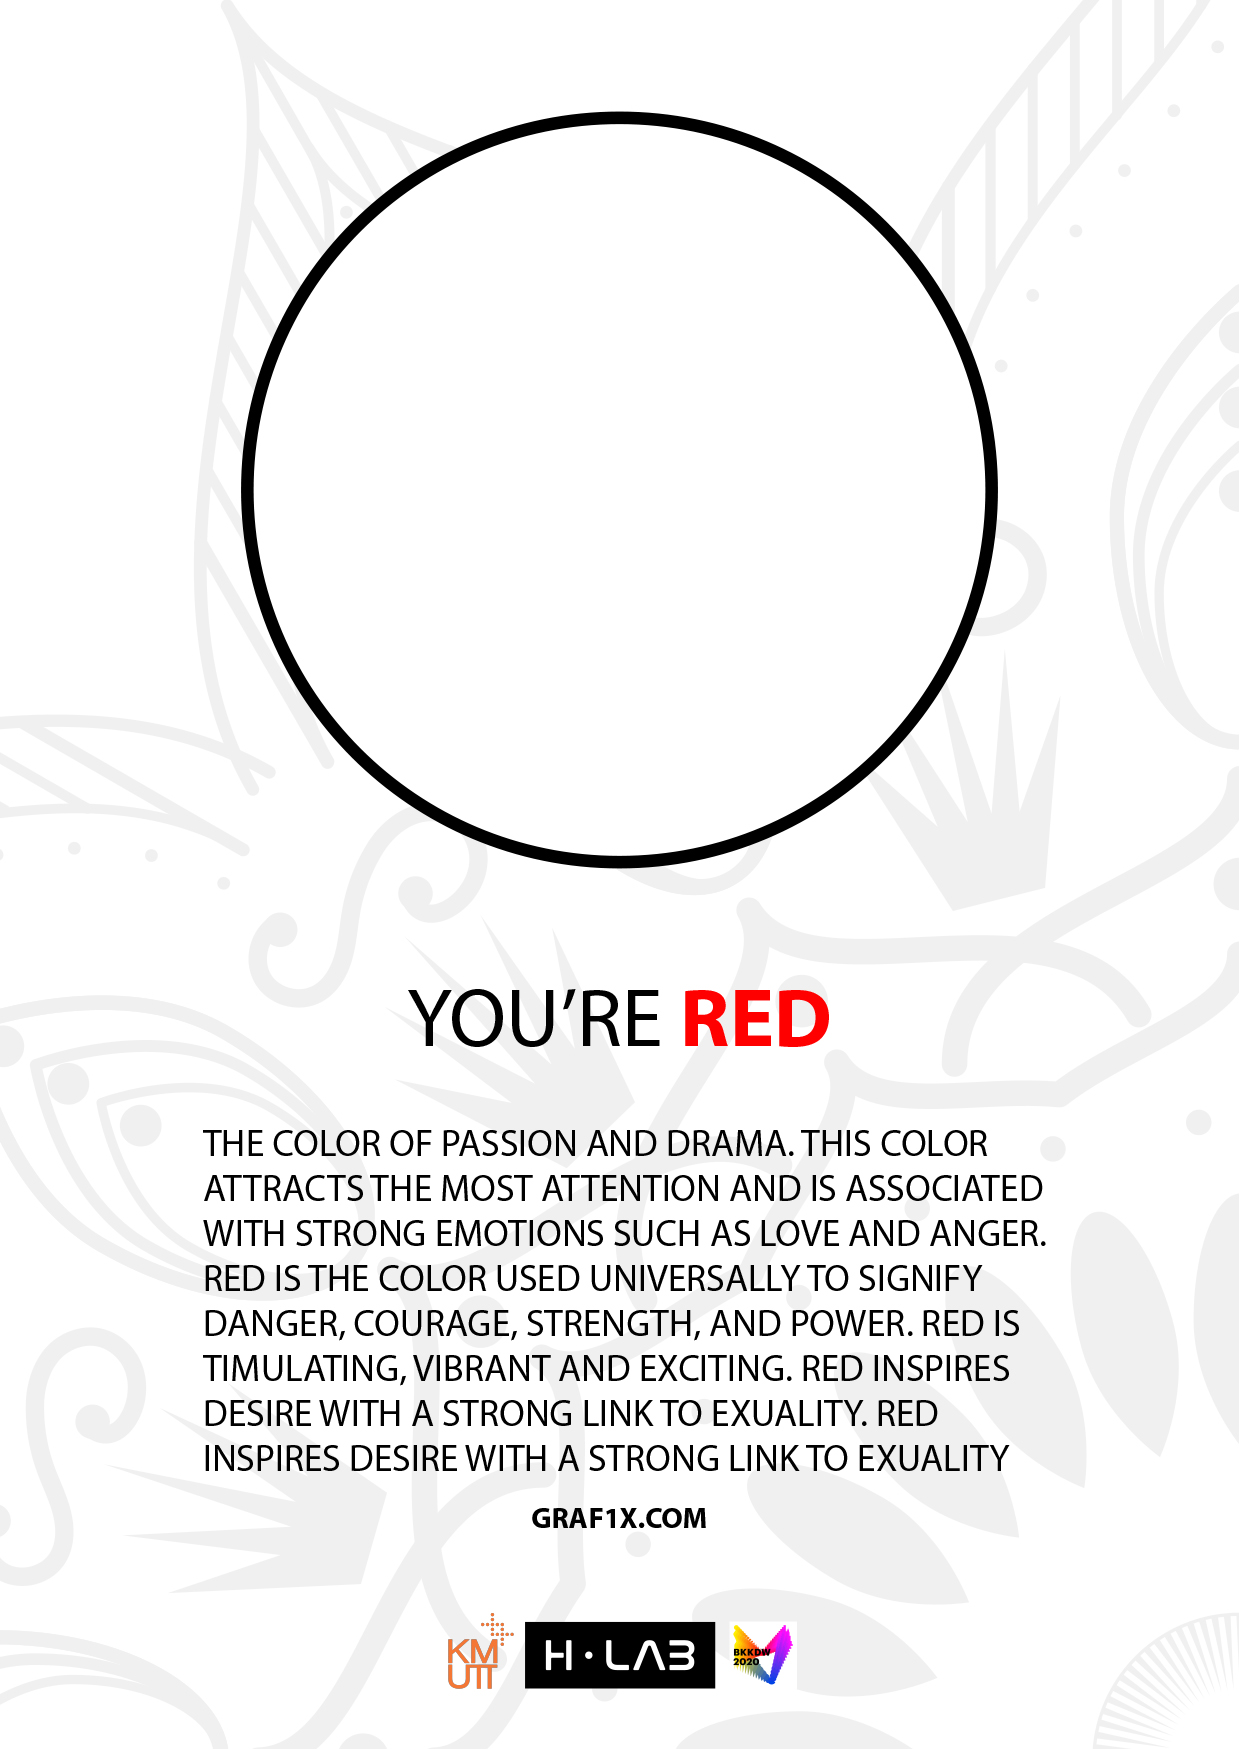 YOU’RE RED
THE COLOR OF PASSION AND DRAMA. THIS COLOR
ATTRACTS THE MOST ATTENTION AND IS ASSOCIATED
WITH STRONG EMOTIONS SUCH AS LOVE AND ANGER.
RED IS THE COLOR USED UNIVERSALLY TO SIGNIFY
DANGER, COURAGE, STRENGTH, AND POWER. RED IS
TIMULATING, VIBRANT AND EXCITING. RED INSPIRES
DESIRE WITH A STRONG LINK TO EXUALITY. RED
INSPIRES DESIRE WITH A STRONG LINK TO EXUALITY
GRAF1X.COM
KM
UTT
H·LAB
BKKDW
2020